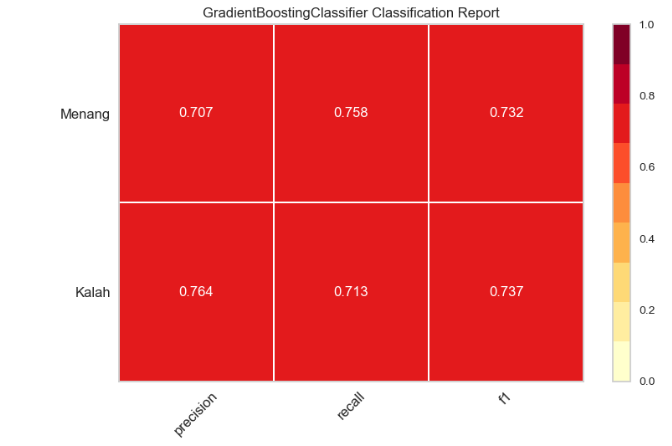 GradientBoostingClassifier Classification Report
1.0
Menang 0.707 0.758 0.732
0.8
0.6
0.4
Kalah 0.764 0.713 0.737
0.2
0.0
precision recall f1